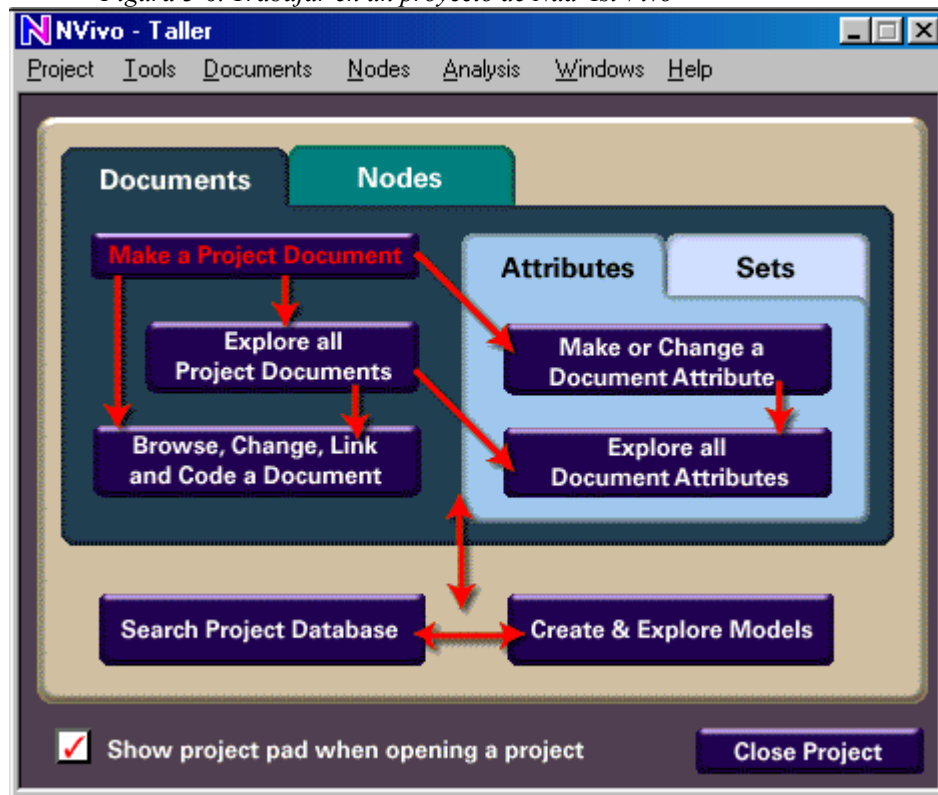 NVivo - Taller
Project Tools Documents Nodes Analysis Windows Help
Documents Nodes
Make a Project Document
Attributes Sets
Explore all
Project Documents
Make or Change a
Document Attribute
Browse, Change, Link
and Code a Document
Explore all
Document Attributes
Search Project Database
Create & Explore Models
Show project pad when opening a project
Close Project